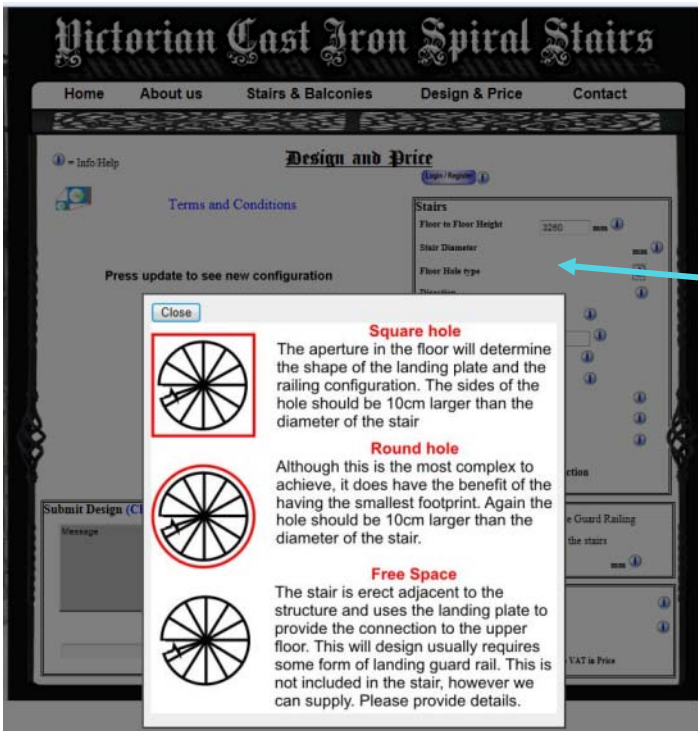 Victorian Cast Iron Spiral Stairs
Home About us Stairs & Balconies Design & Price Contact
= Info/Help
Design and Price
Login / Register
Terms and Conditions
Stairs
Floor to Floor Height 3260 mm
Stair Diameter mm
Press update to see new configuration
Floor Hole type
Direction
Close
Square hole
The aperture in the floor will determine
the shape of the landing plate and the
railing configuration. The sides of the
hole should be 10cm larger than the
diameter of the stair
Round hole
Although this is the most complex to
achieve, it does have the benefit of the
having the smallest footprint. Again the
hole should be 10cm larger than the
diameter of the stair.
Free Space
The stair is erect adjacent to the
structure and uses the landing plate to
provide the connection to the upper
floor. This will design usually requires
some form of landing guard rail. This is
not included in the stair, however we
can supply. Please provide details.
ction
Submit Design (Cl
Message
e Guard Railing
the stairs
mm
VAT in Price